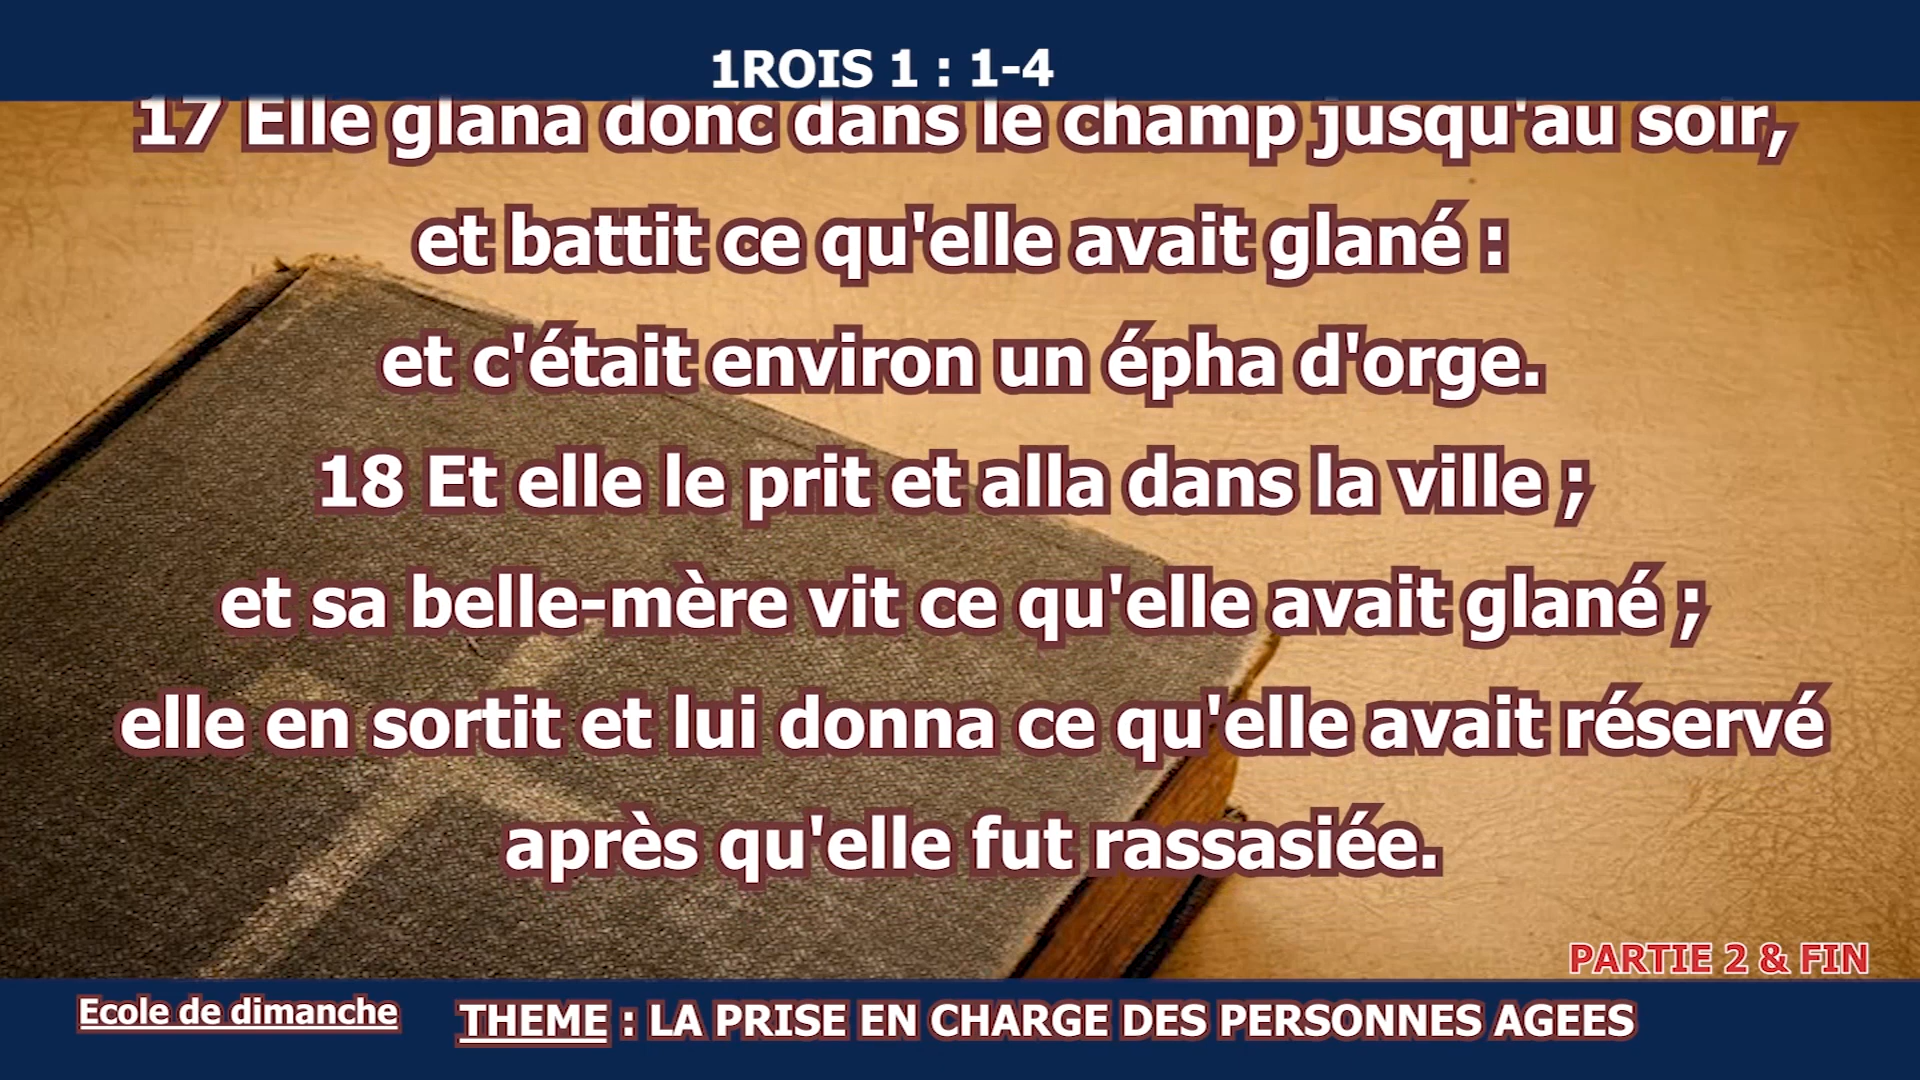 1ROIS 1 : 1-4
17 Elle glana donc dans le champ jusqu'au soir,
et battit ce qu'elle avait glané :
et c'était environ un épha d'orge.
18 Et elle le prit et alla dans la ville ;
et sa belle-mère vit ce qu'elle avait glané ;
elle en sortit et lui donna ce qu'elle avait réservé
après qu'elle fut rassasiée.
PARTIE 2 & FIN
Ecole de dimanche
THEME : LA PRISE EN CHARGE DES PERSONNES AGEES